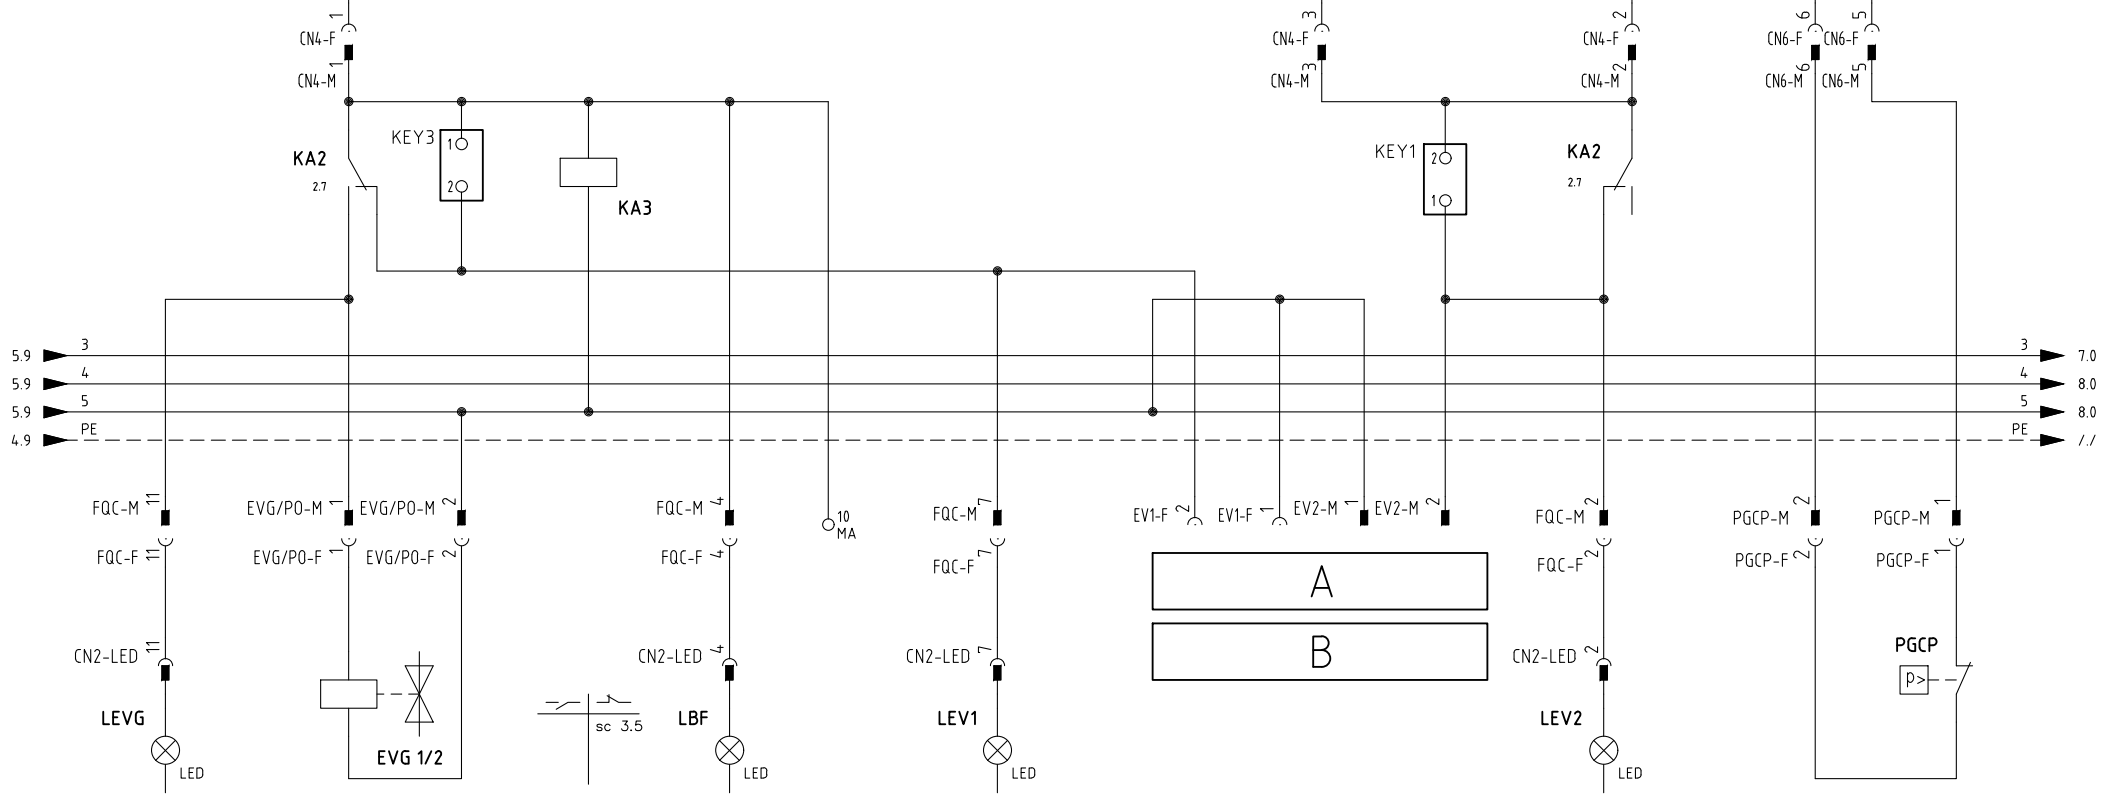 1 3 2 6 5
CN4-F CN4-F CN4-F CN6-F CN6-F
1 3 2 6 5
CN4-M CN4-M CN4-M CN6-M CN6-M
KEY3 1 KEY1 2 KA2
KA2
2.7 2 2.7
1
KA3
3 3
5.9 7.0
4 4
5.9 8.0
5 5
5.9 8.0
PE PE
4.9 /./
11 1 2 4 7 2 1 1 2 2 2 1
FQC-M EVG/PO-M EVG/PO-M FQC-M FQC-M EV1-F EV1-F EV2-M EV2-M FQC-M PGCP-M PGCP-M
10
MA
FQC-F EVG/PO-F EVG/PO-F FQC-F FQC-F FQC-F PGCP-F PGCP-F
11 1 2 4 7 2 2 1
A
11 4 7 2
CN2-LED CN2-LED CN2-LED B CN2-LED
PGCP
p>
LEVG LBF LEV1 LEV2
sc 3.5
EVG 1/2
LED LED LED LED